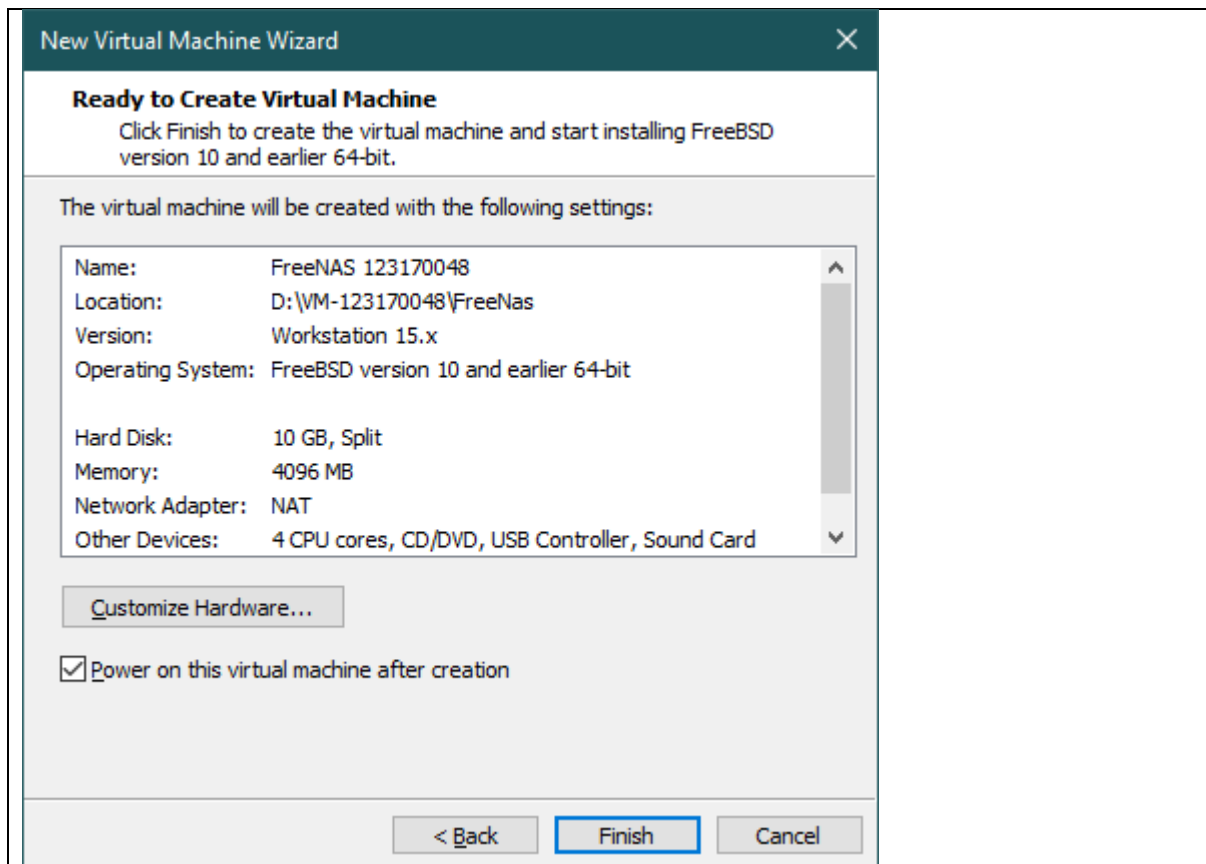 New Virtual Machine Wizard
Ready to Create Virtual Machine
Click Finish to create the virtual machine and start installing FreeBSD
version 10 and earlier 64-bit.
The virtual machine will be created with the following settings:
Name: FreeNAS 123170048
Location: D:\VM-123170048\FreeNas
Version: Workstation 15.x
Operating System: FreeBSD version 10 and earlier 64-bit
Hard Disk: 10 GB, Split
Memory: 4096 MB
Network Adapter: NAT
Other Devices: 4 CPU cores, CD/DVD, USB Controller, Sound Card
Customize Hardware...
Power on this virtual machine after creation
< Back Finish Cancel